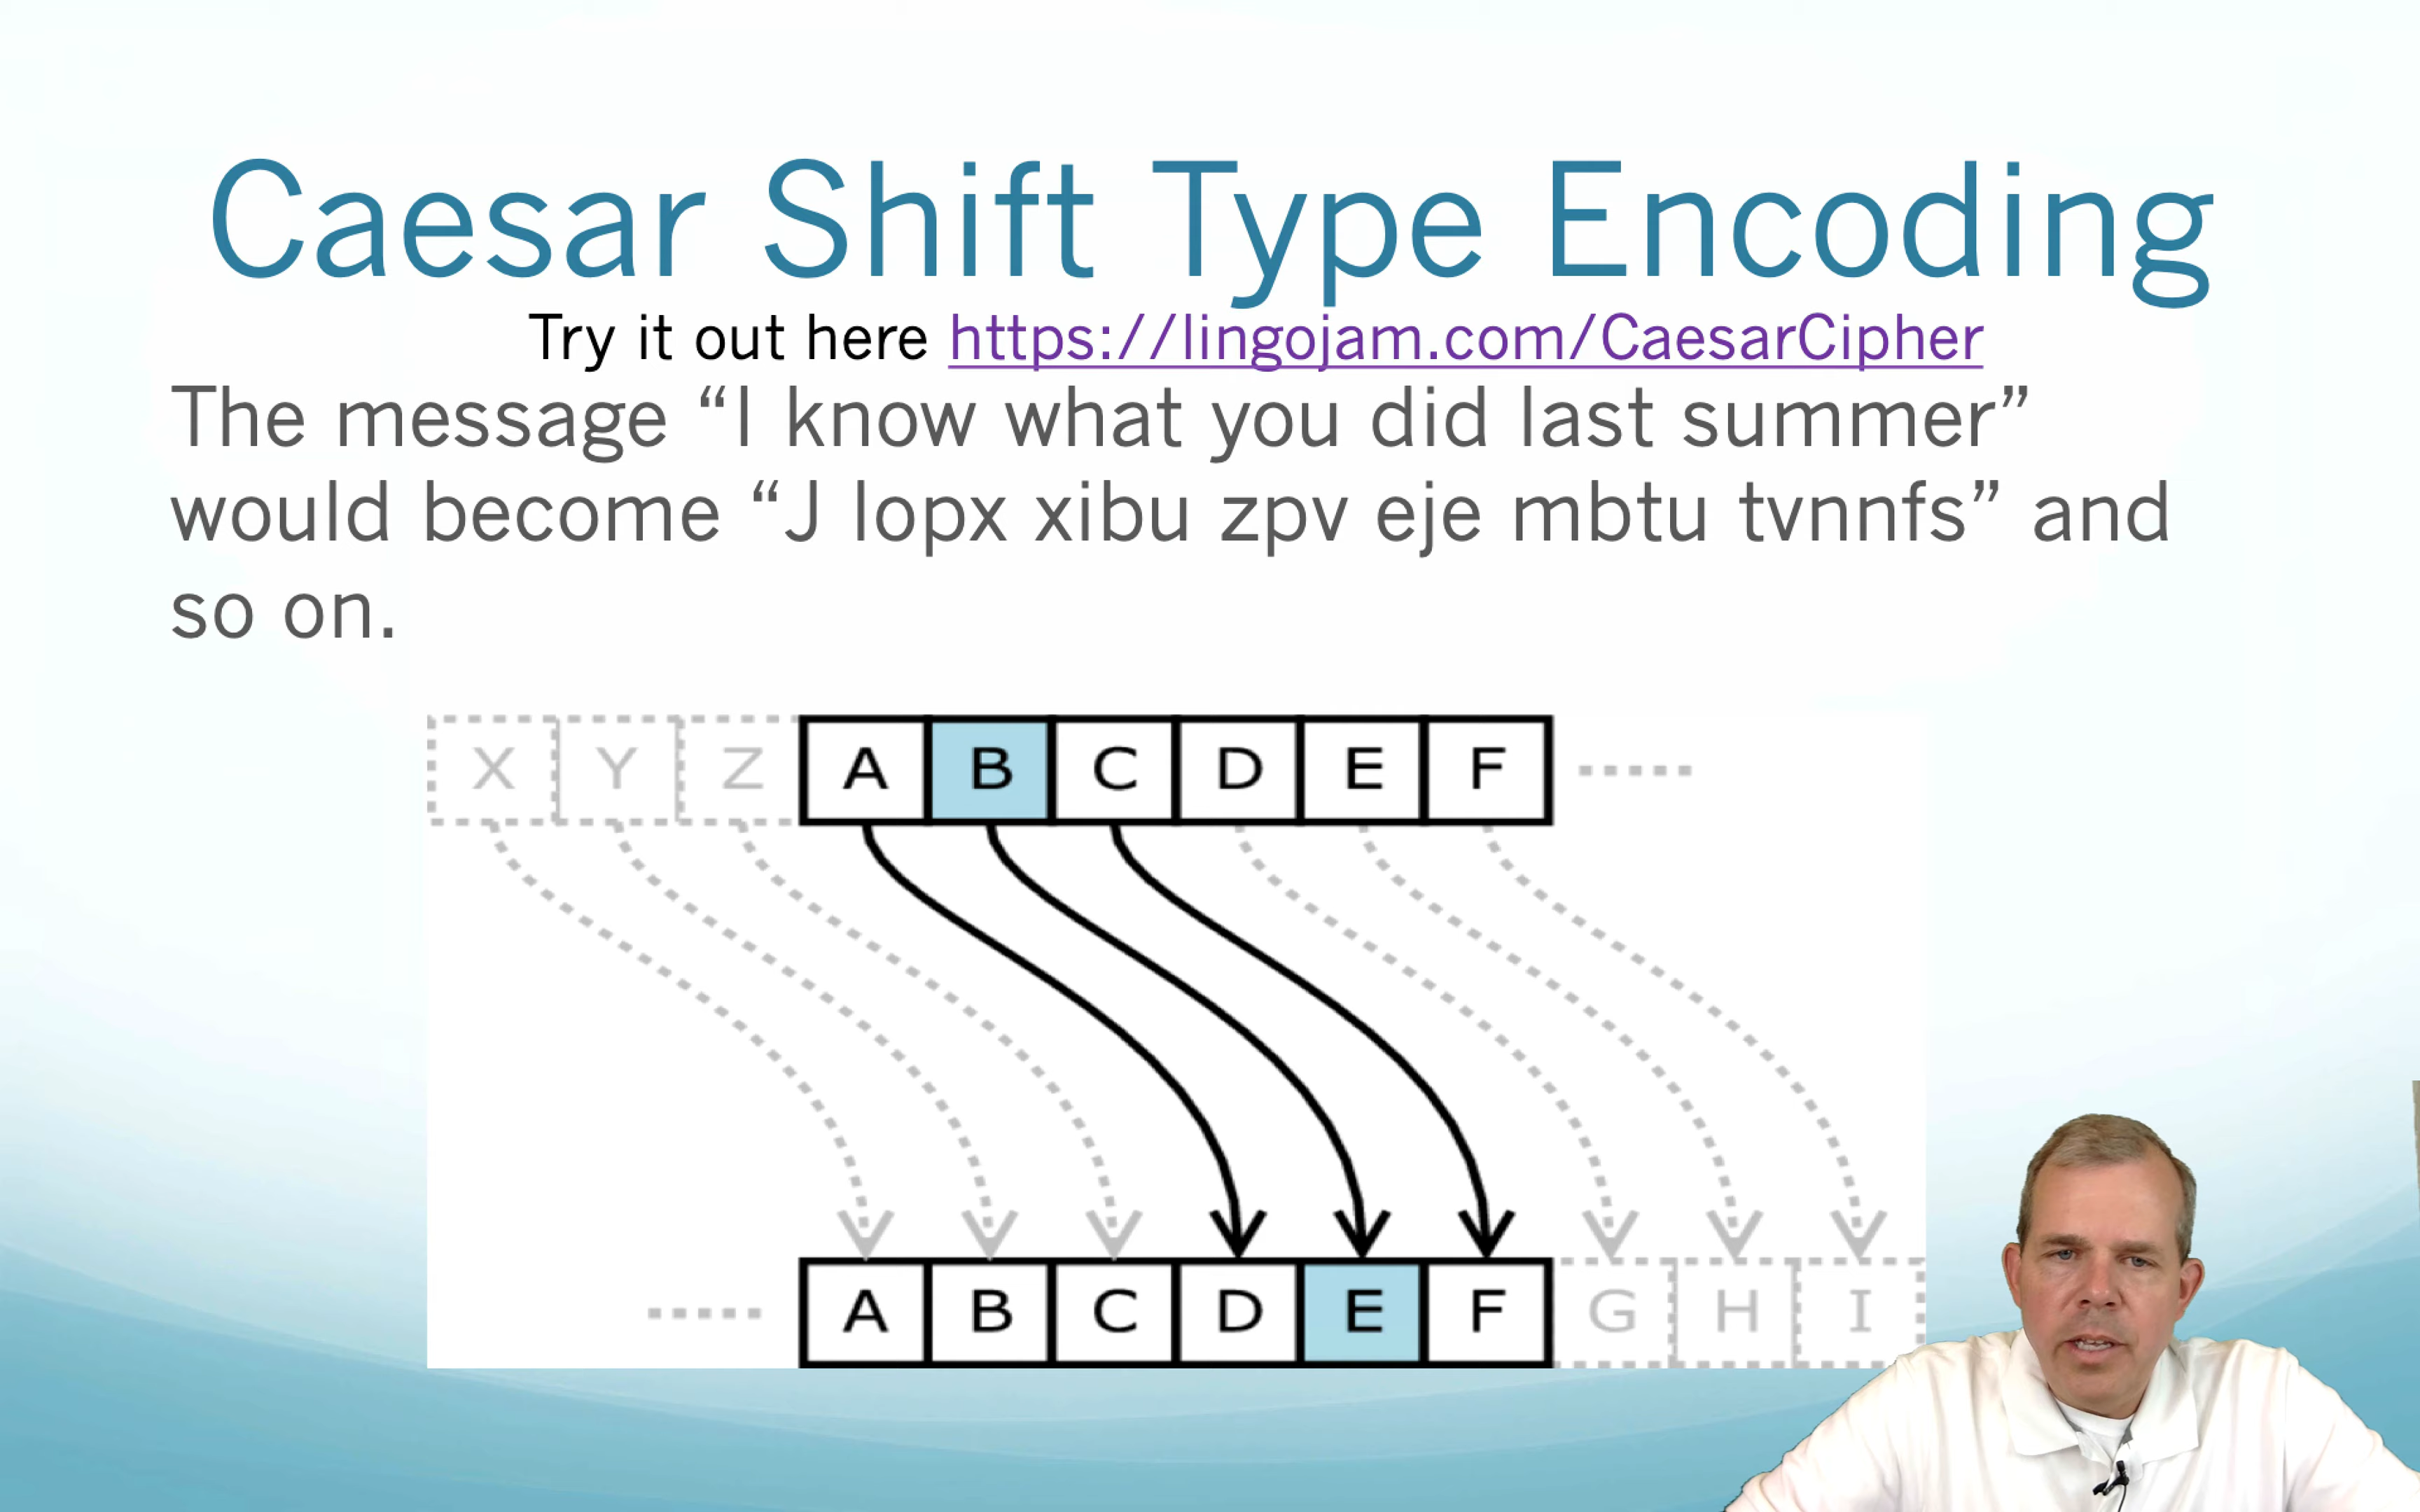 Caesar Shift Type Encoding
Try it out here https://lingojam.com/CaesarCipher
The message “I know what you did last summer”
would become “J lopx xibu zpv eje mbtu tvnnfs” and
so on.
X Y Z A B C D E F
A B C D E F G H I